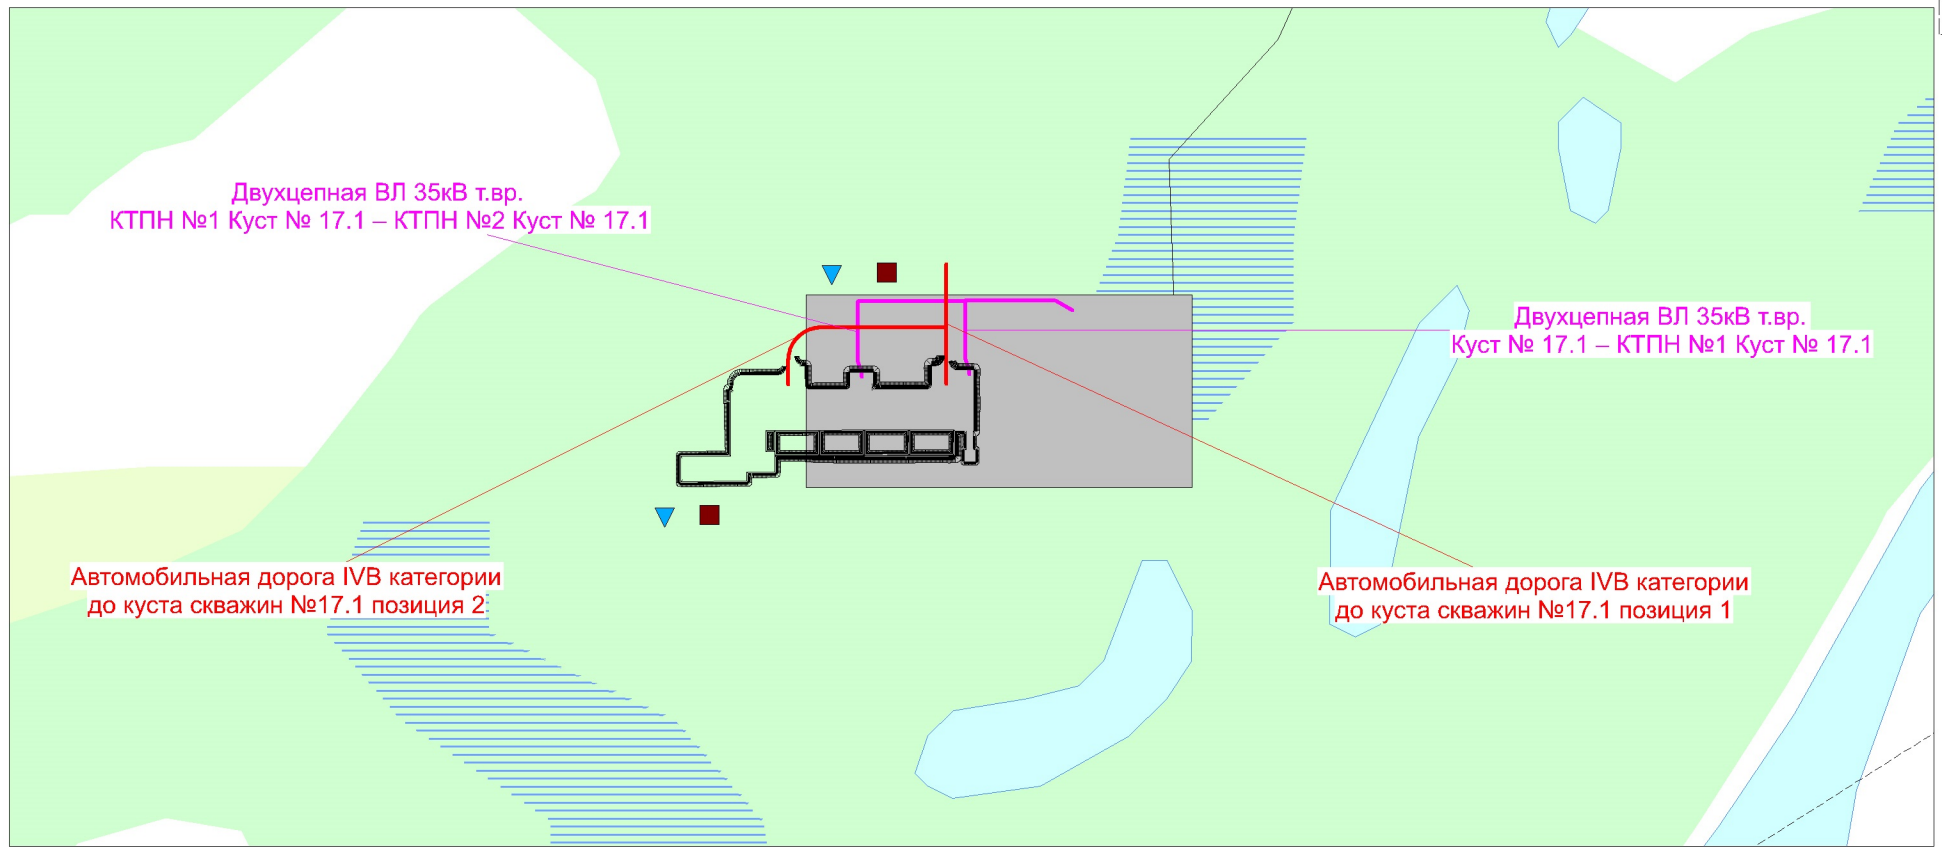 Двухцепная ВЛ 35кВ т.вр.
КТПН №1 Куст № 17.1 – КТПН №2 Куст № 17.1
Двухцепная ВЛ 35кВ т.вр.
Куст № 17.1 – КТПН №1 Куст № 17.1
Автомобильная дорога IVВ категории
до куста скважин №17.1 позиция 2
Автомобильная дорога IVВ категории
до куста скважин №17.1 позиция 1